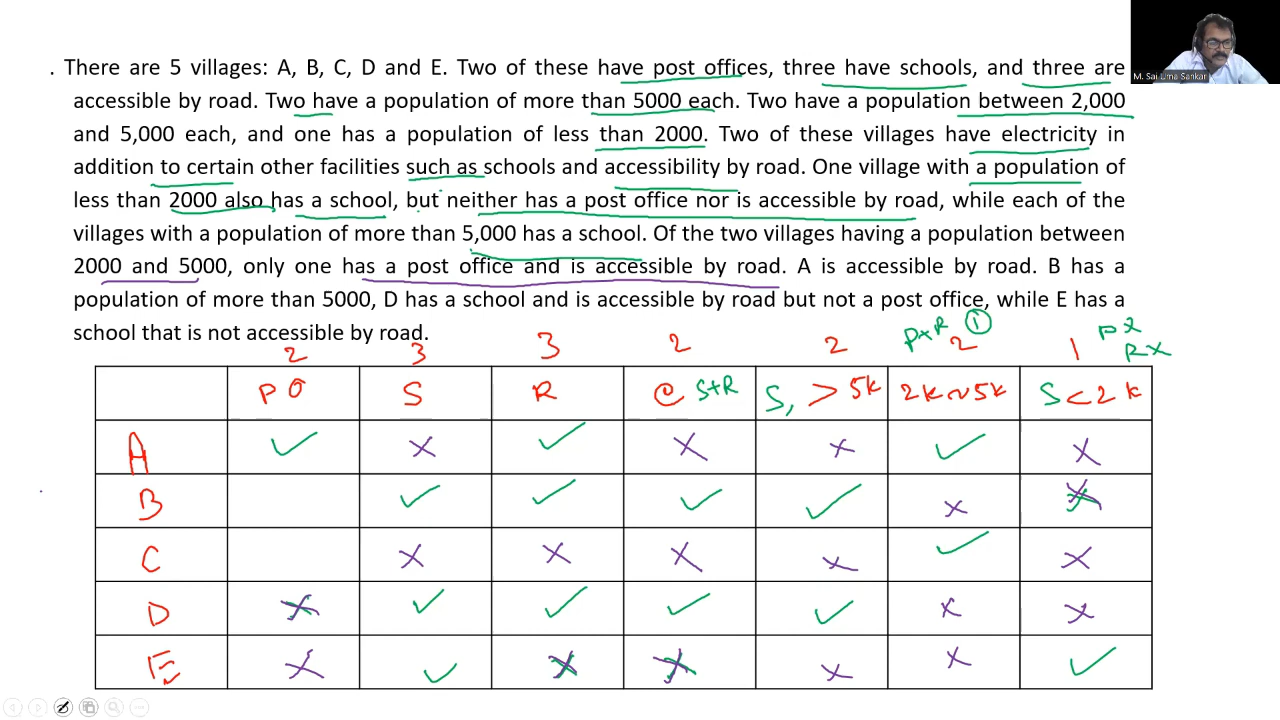 M. Sai Uma Sankar
. There are 5 villages: A, B, C, D and E. Two of these have post offices, three have schools, and three are
accessible by road. Two have a population of more than 5000 each. Two have a population between 2,000
and 5,000 each, and one has a population of less than 2000. Two of these villages have electricity in
addition to certain other facilities such as schools and accessibility by road. One village with a population of
less than 2000 also has a school, but neither has a post office nor is accessible by road, while each of the
villages with a population of more than 5,000 has a school. Of the two villages having a population between
2000 and 5000, only one has a post office and is accessible by road. A is accessible by road. B has a
population of more than 5000, D has a school and is accessible by road but not a post office, while E has a
school that is not accessible by road.
P+R 1 P x
2 3 3 2 2 2 1 R x
P O S R e S+R S, > 5k 2k ~ 5k S < 2 k
A ✓ x ✓ x x ✓ x
B ✓ ✓ ✓ ✓ x x
C x x x x ✓ x
D x ✓ ✓ ✓ ✓ x x
E x ✓ x x x x ✓